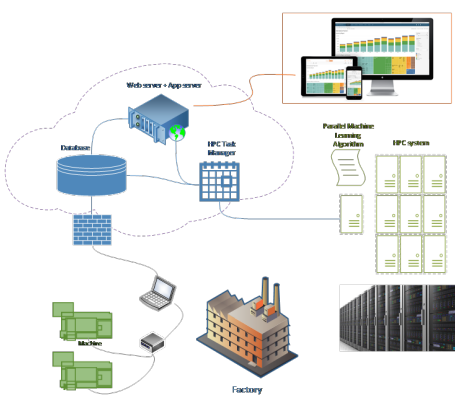 Web server + App server
Parallel Machine
Learning
Algorithm
HPC system
HPC Task
Manager
Database
Machine
Factory